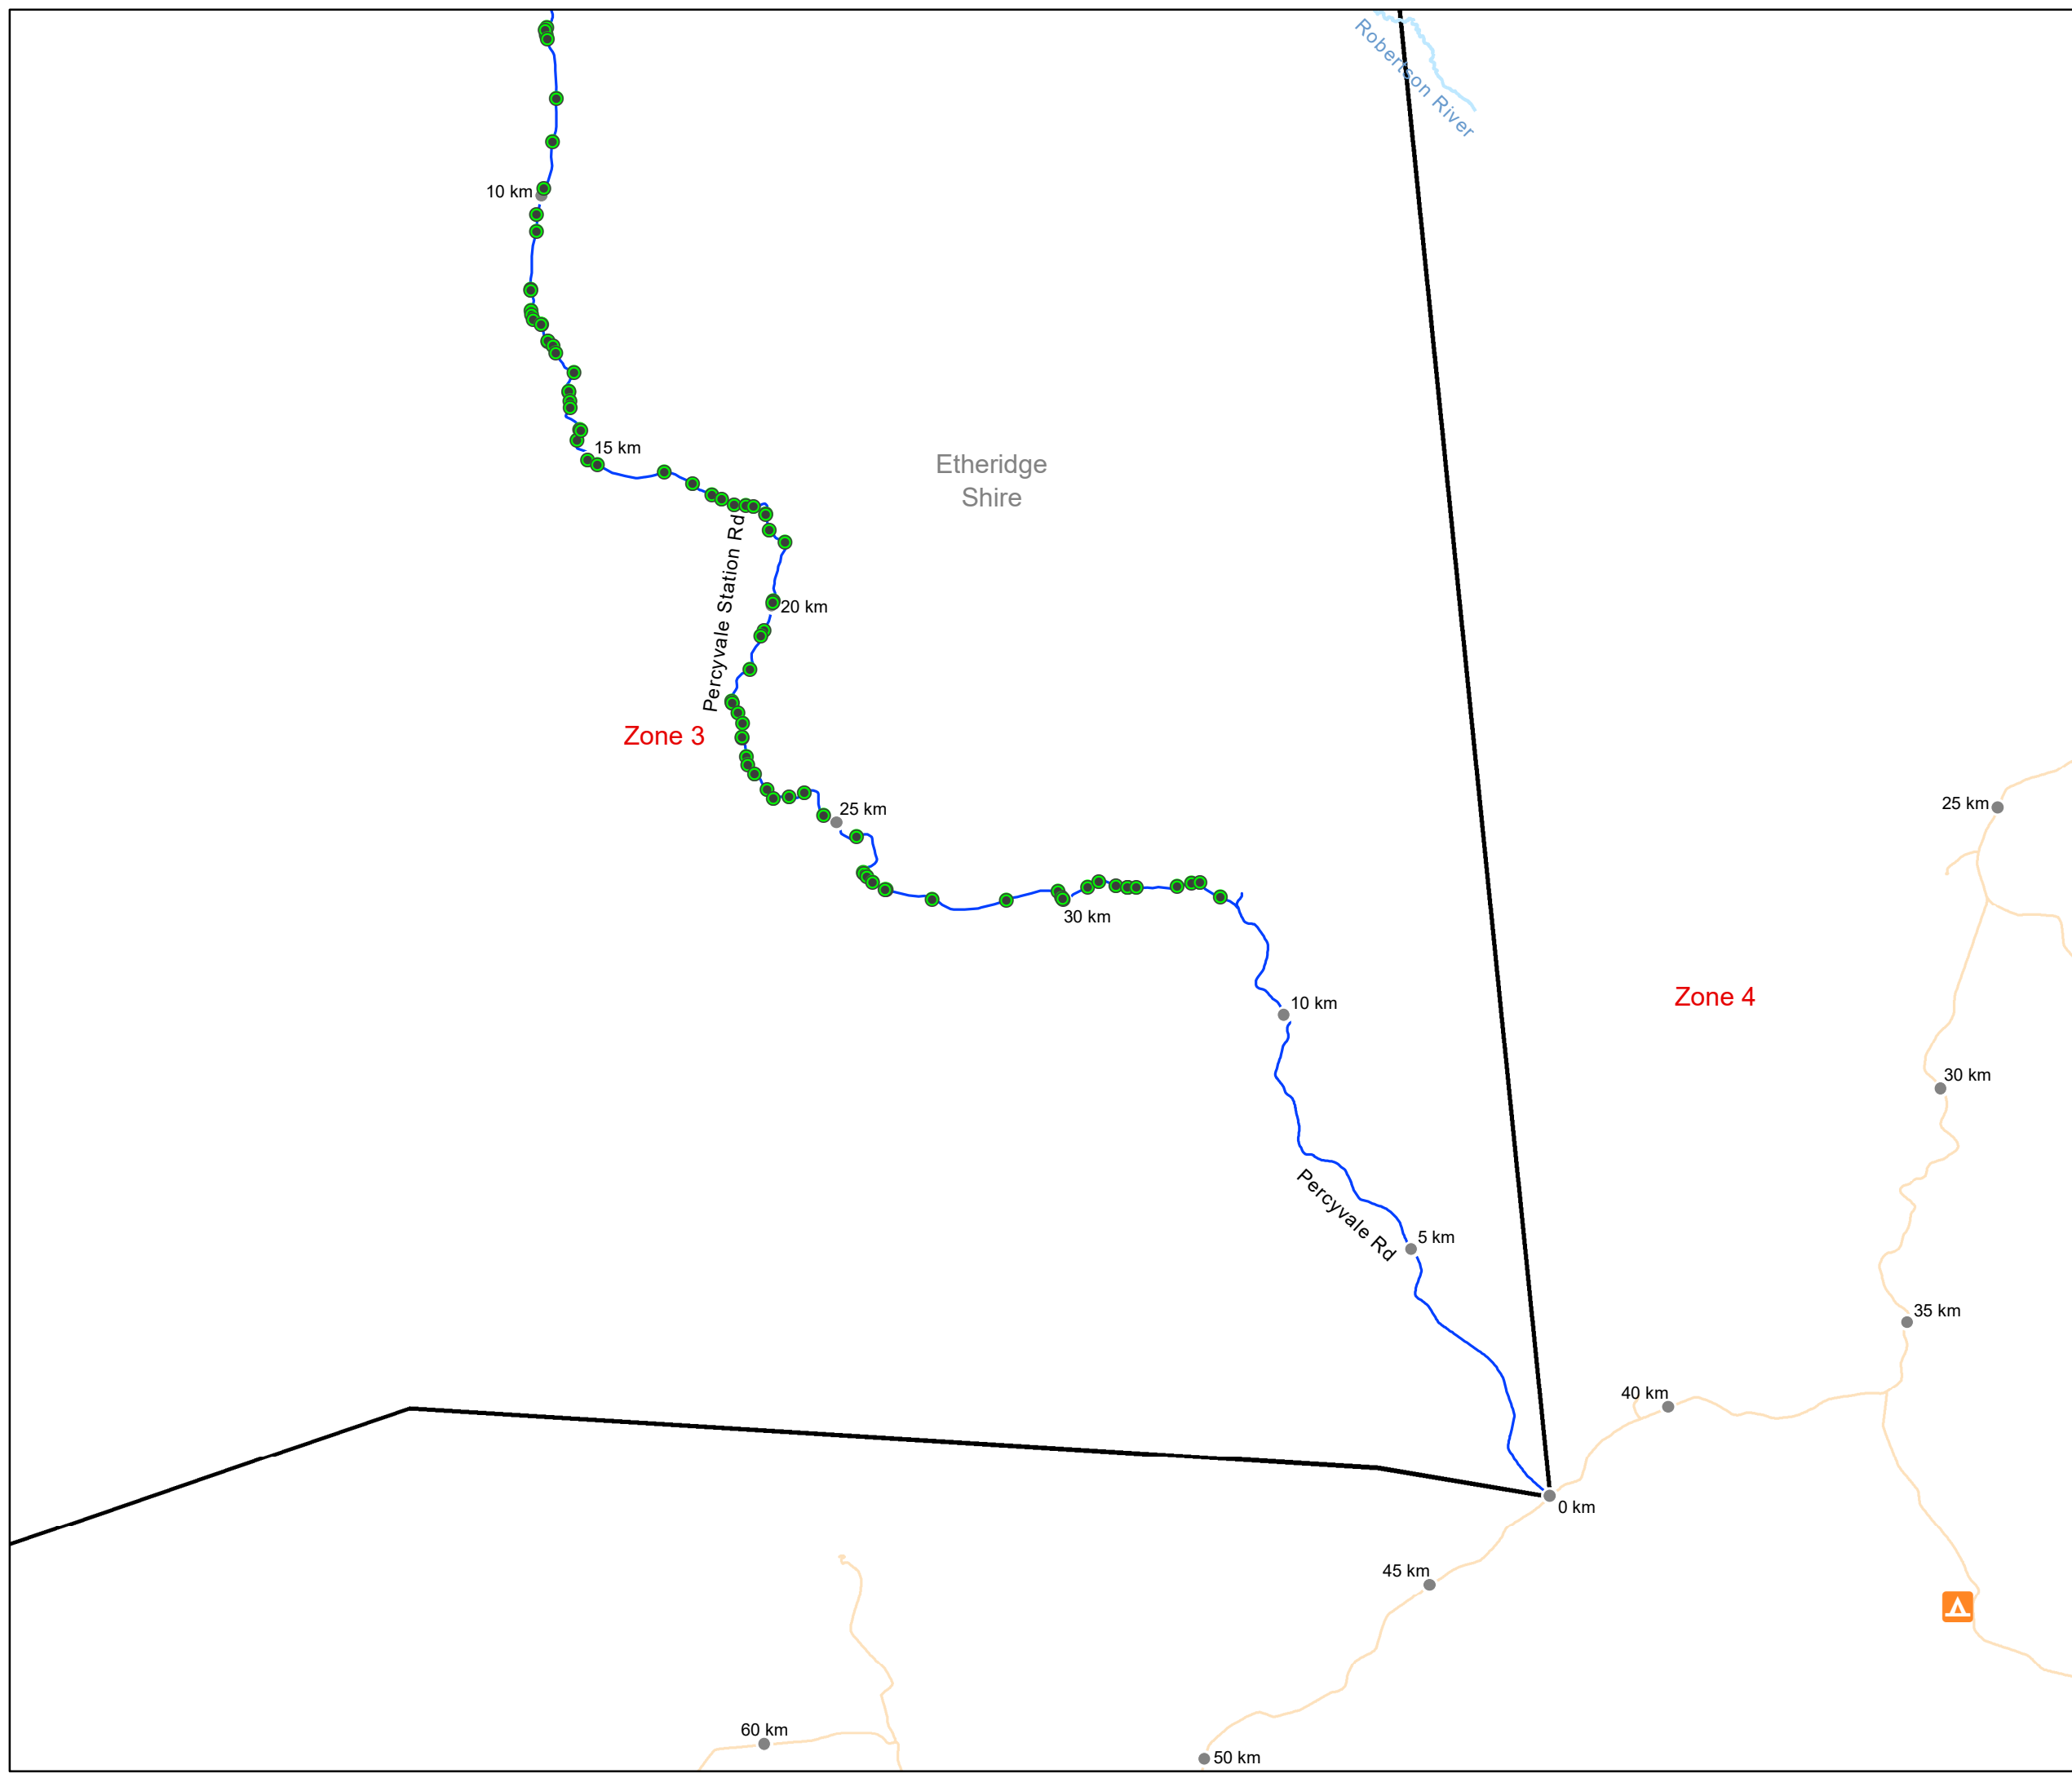 Robertson River
10 km
15 km
Etheridge
Shire
Percyvale Station Rd
20 km
Zone 3
25 km
25 km
30 km
Zone 4
10 km
30 km
Percyvale Rd
5 km
35 km
40 km
0 km
45 km
60 km
50 km